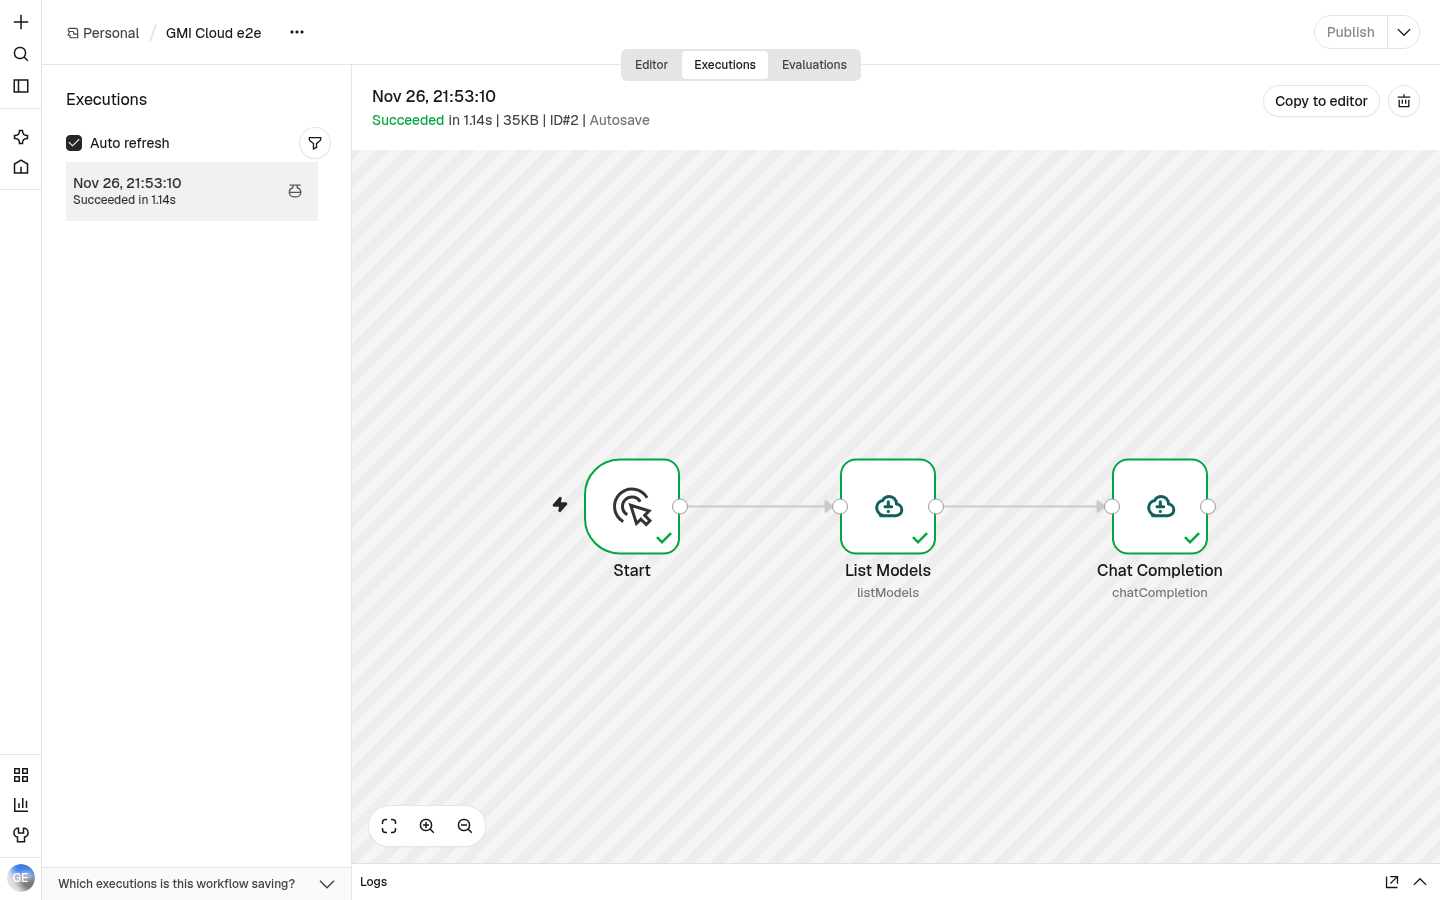 Personal / GMI Cloud e2e
Publish
Editor
Executions
Evaluations
Executions
Auto refresh
Nov 26, 21:53:10
Succeeded in 1.14s
Nov 26, 21:53:10
Succeeded in 1.14s | 35KB | ID#2 | Autosave
Copy to editor
Start
List Models
listModels
Chat Completion
chatCompletion
GE
Which executions is this workflow saving?
Logs